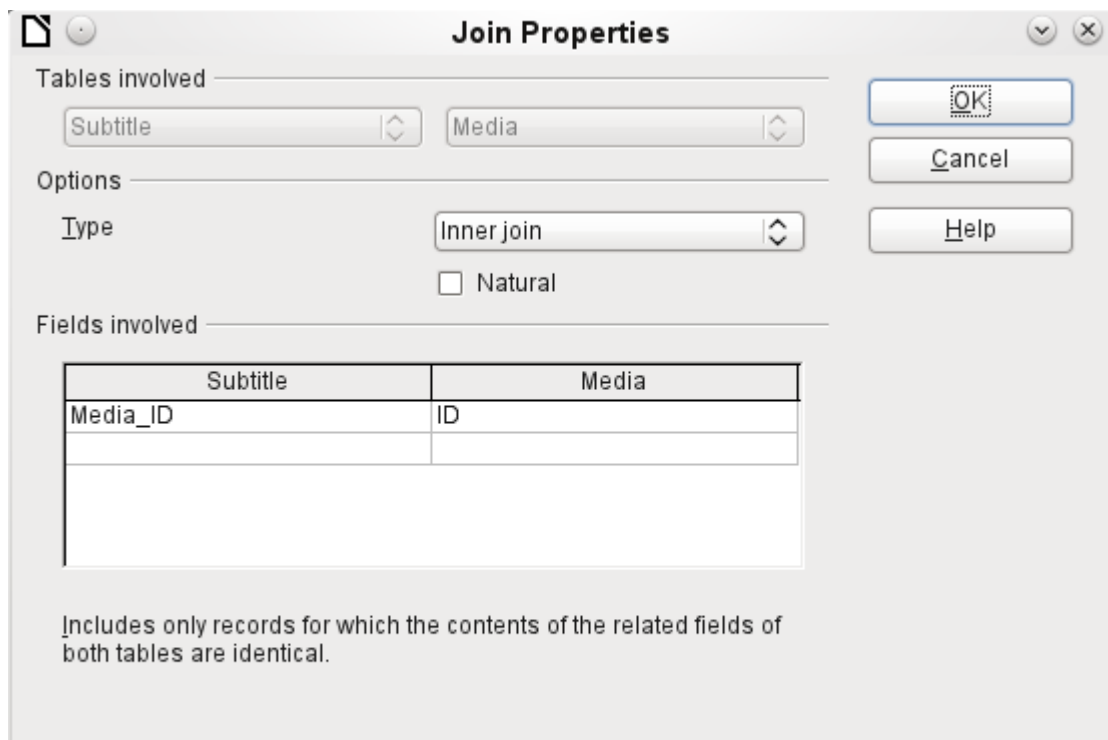 Join Properties
Tables involved
Subtitle Media
OK
Cancel
Options
Type Inner join
Help
Natural
Fields involved
Subtitle Media
Media_ID ID
Includes only records for which the contents of the related fields of
both tables are identical.